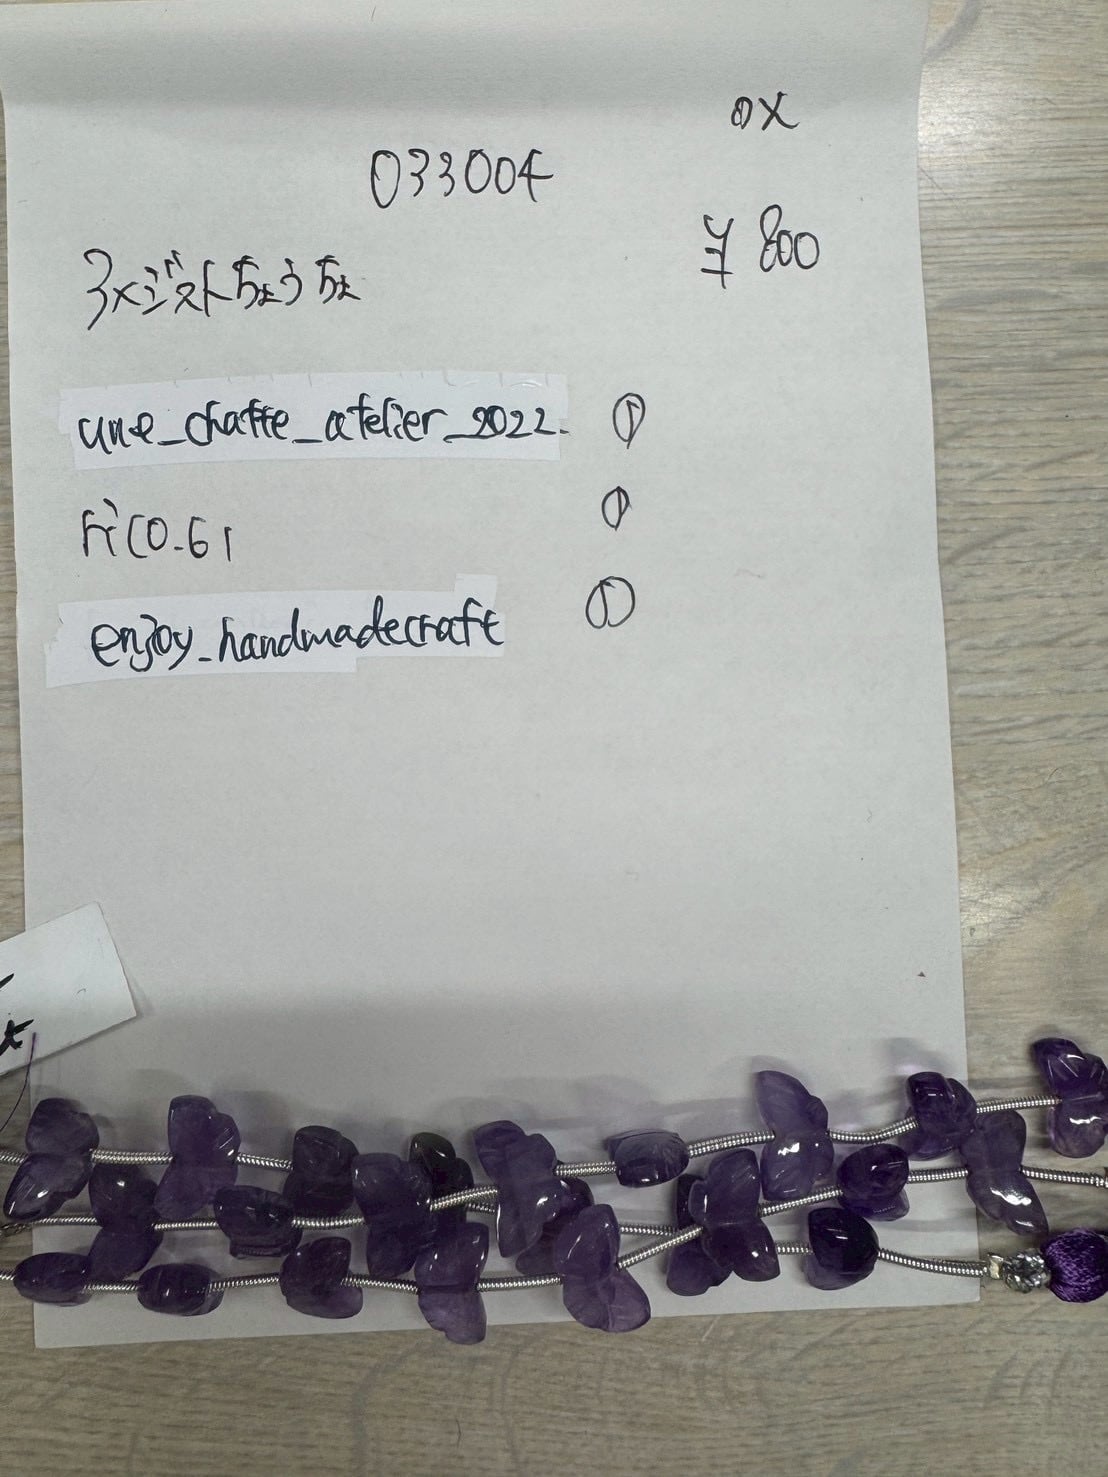 0X
033004
¥800
アメジストちょうちょ
une_chatte_atelier_2022_ ①
rico.61 ①
enjoy_handmadecraft ①